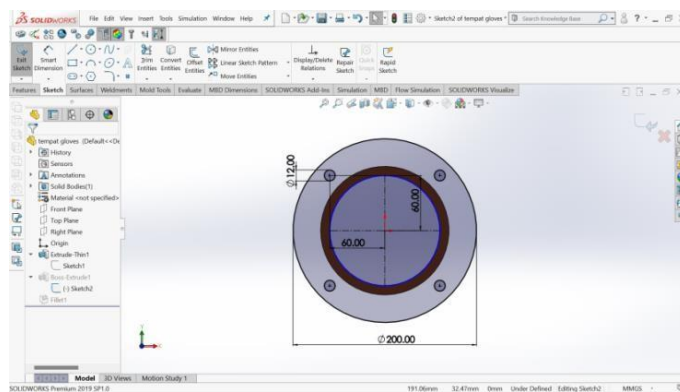 SOLIDWORKS File Edit View Insert Tools Simulation Window Help Sketch2 of tempat gloves * Search Knowledge Base
Exit Sketch
Smart Dimension
Trim Entities
Convert Entities
Offset Entities
Mirror Entities
Linear Sketch Pattern
Move Entities
Display/Delete Relations
Repair Sketch
Quick Snaps
Rapid Sketch
Features Sketch Surfaces Weldments Mold Tools Evaluate MBD Dimensions SOLIDWORKS Add-Ins Simulation MBD Flow Simulation SOLIDWORKS Visualize
tempat gloves (Default<<De
History
Sensors
Annotations
Solid Bodies(1)
Material <not specified>
Front Plane
Top Plane
Right Plane
Origin
Extrude-Thin1
Sketch1
Boss-Extrude1
(-) Sketch2
Fillet1
Ø12.00
60.00
60.00
Ø200.00
Model 3D Views Motion Study 1
SOLIDWORKS Premium 2019 SP1.0 191.06mm 32.47mm 0mm Under Defined Editing Sketch2 MMGS